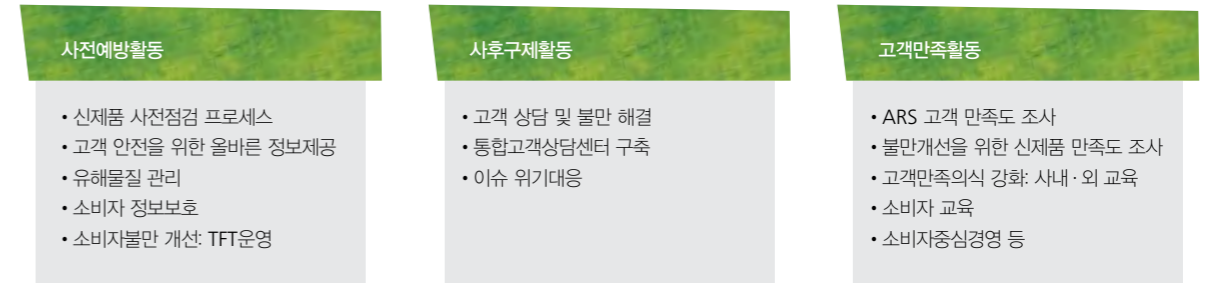 사전예방활동
• 신제품 사전점검 프로세스
• 고객 안전을 위한 올바른 정보제공
• 유해물질 관리
• 소비자 정보보호
• 소비자불만 개선: TFT운영
사후구제활동
• 고객 상담 및 불만 해결
• 통합고객상담센터 구축
• 이슈 위기대응
고객만족활동
• ARS 고객 만족도 조사
• 불만개선을 위한 신제품 만족도 조사
• 고객만족의식 강화: 사내·외 교육
• 소비자 교육
• 소비자중심경영 등